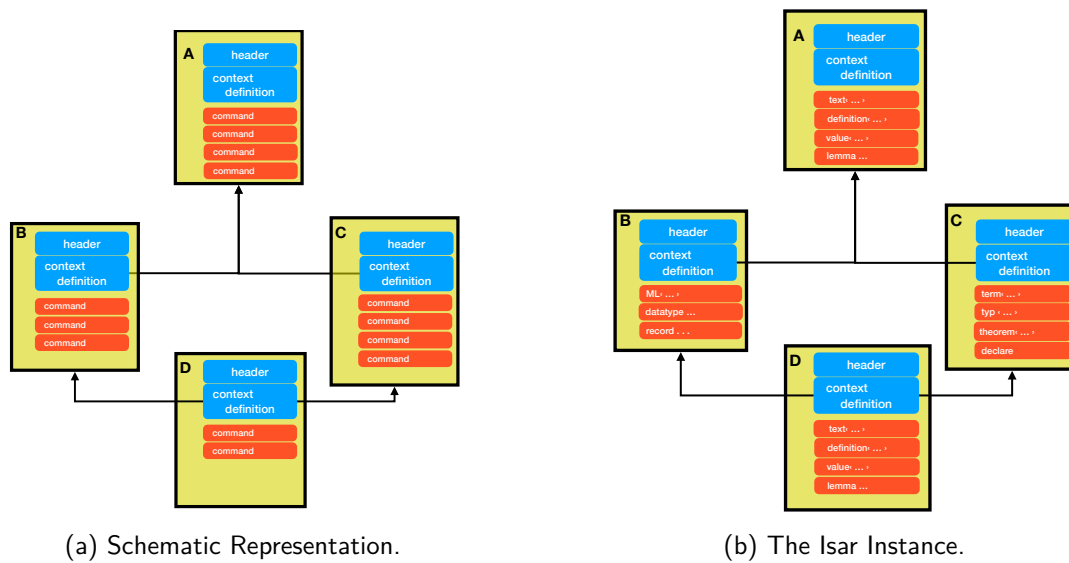 A
header
context
definition
command
command
command
command
B
header
context
definition
command
command
command
C
header
context
definition
command
command
command
command
D
header
context
definition
command
command
(a) Schematic Representation.
A
header
context
definition
text‹ ... ›
definition‹ ... ›
value‹ ... ›
lemma ...
B
header
context
definition
ML‹ ... ›
datatype ...
record . . .
C
header
context
definition
term‹ ... ›
typ ‹ ... ›
theorem‹ ... ›
declare
D
header
context
definition
text‹ ... ›
definition‹ ... ›
value‹ ... ›
lemma ...
(b) The Isar Instance.